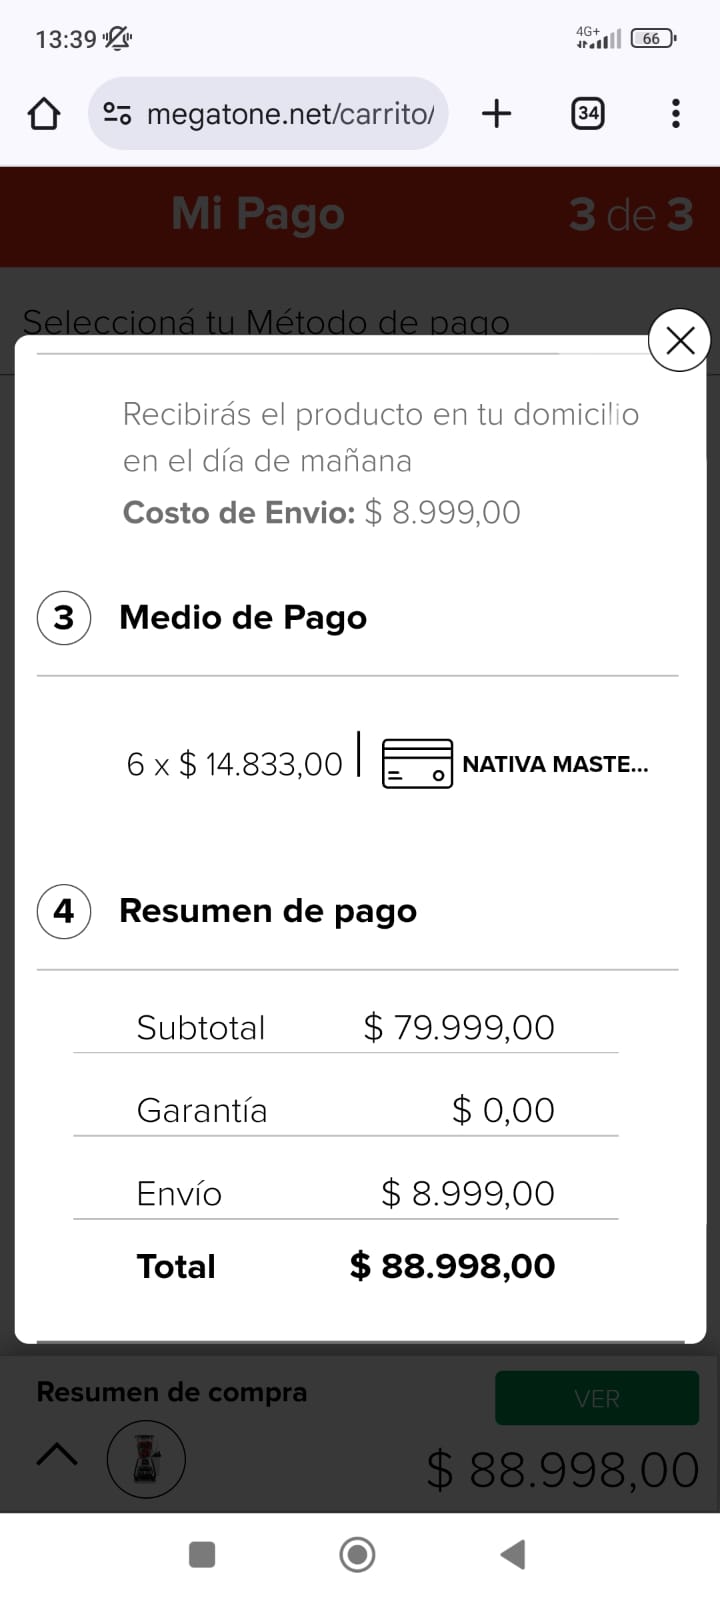 13:39
4G+
66
megatone.net/carrito/
34
Mi Pago
3 de 3
Seleccioná tu Método de pago
Recibirás el producto en tu domicilio
en el día de mañana
Costo de Envio: $ 8.999,00
3 Medio de Pago
6 x $ 14.833,00
NATIVA MASTE...
4 Resumen de pago
Subtotal $ 79.999,00
Garantía $ 0,00
Envío $ 8.999,00
Total $ 88.998,00
Resumen de compra
VER
$ 88.998,00